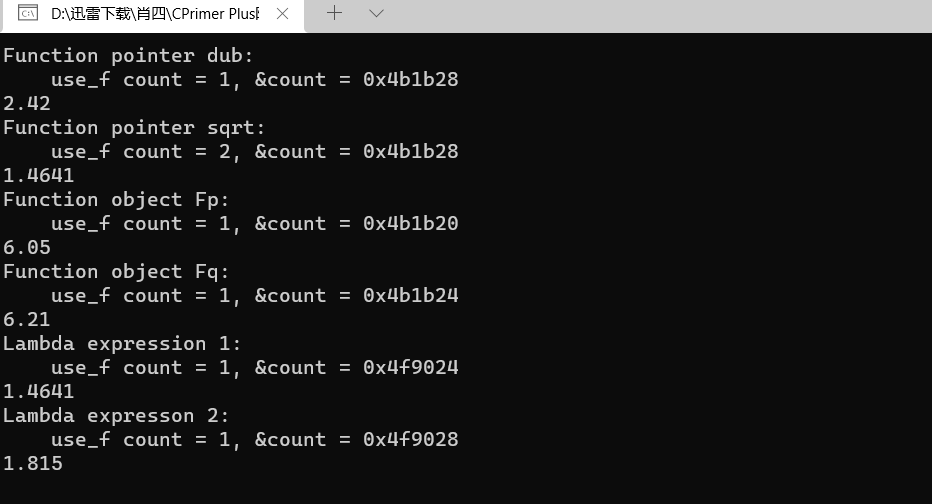 D:\迅雷下载\肖四\CPrimer Plus
Function pointer dub:
    use_f count = 1, &count = 0x4b1b28
2.42
Function pointer sqrt:
    use_f count = 2, &count = 0x4b1b28
1.4641
Function object Fp:
    use_f count = 1, &count = 0x4b1b20
6.05
Function object Fq:
    use_f count = 1, &count = 0x4b1b24
6.21
Lambda expression 1:
    use_f count = 1, &count = 0x4f9024
1.4641
Lambda expresson 2:
    use_f count = 1, &count = 0x4f9028
1.815